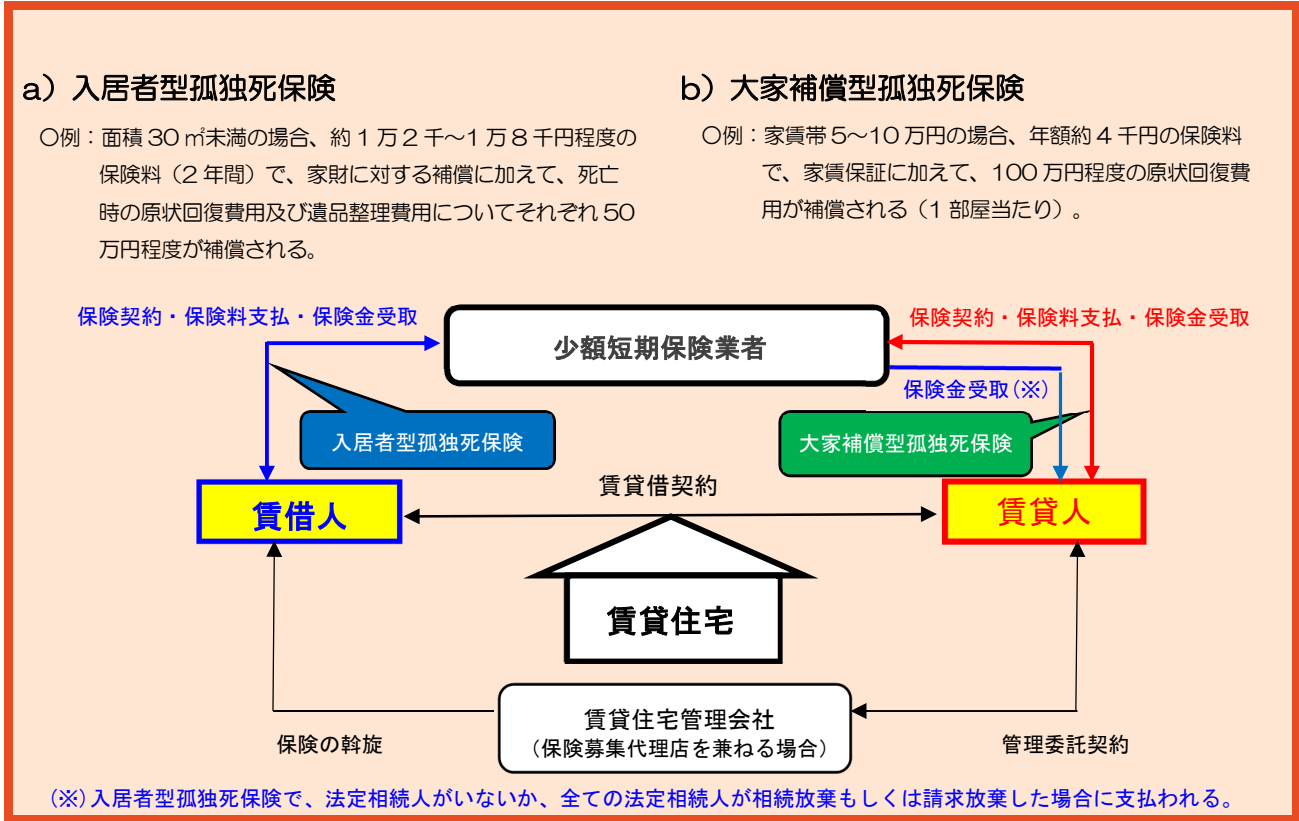 a）入居者型孤独死保険
〇例：面積30㎡未満の場合、約1万2千～1万8千円程度の
保険料（2年間）で、家財に対する補償に加えて、死亡
時の原状回復費用及び遺品整理費用についてそれぞれ50
万円程度が補償される。
b）大家補償型孤独死保険
〇例：家賃帯5～10万円の場合、年額約4千円の保険料
で、家賃保証に加えて、100万円程度の原状回復費
用が補償される（1部屋当たり）。
保険契約・保険料支払・保険金受取
少額短期保険業者
保険契約・保険料支払・保険金受取
保険金受取(※)
入居者型孤独死保険
大家補償型孤独死保険
賃貸借契約
賃借人
賃貸人
賃貸住宅
賃貸住宅管理会社
（保険募集代理店を兼ねる場合）
保険の斡旋
管理委託契約
(※)入居者型孤独死保険で、法定相続人がいないか、全ての法定相続人が相続放棄もしくは請求放棄した場合に支払われる。